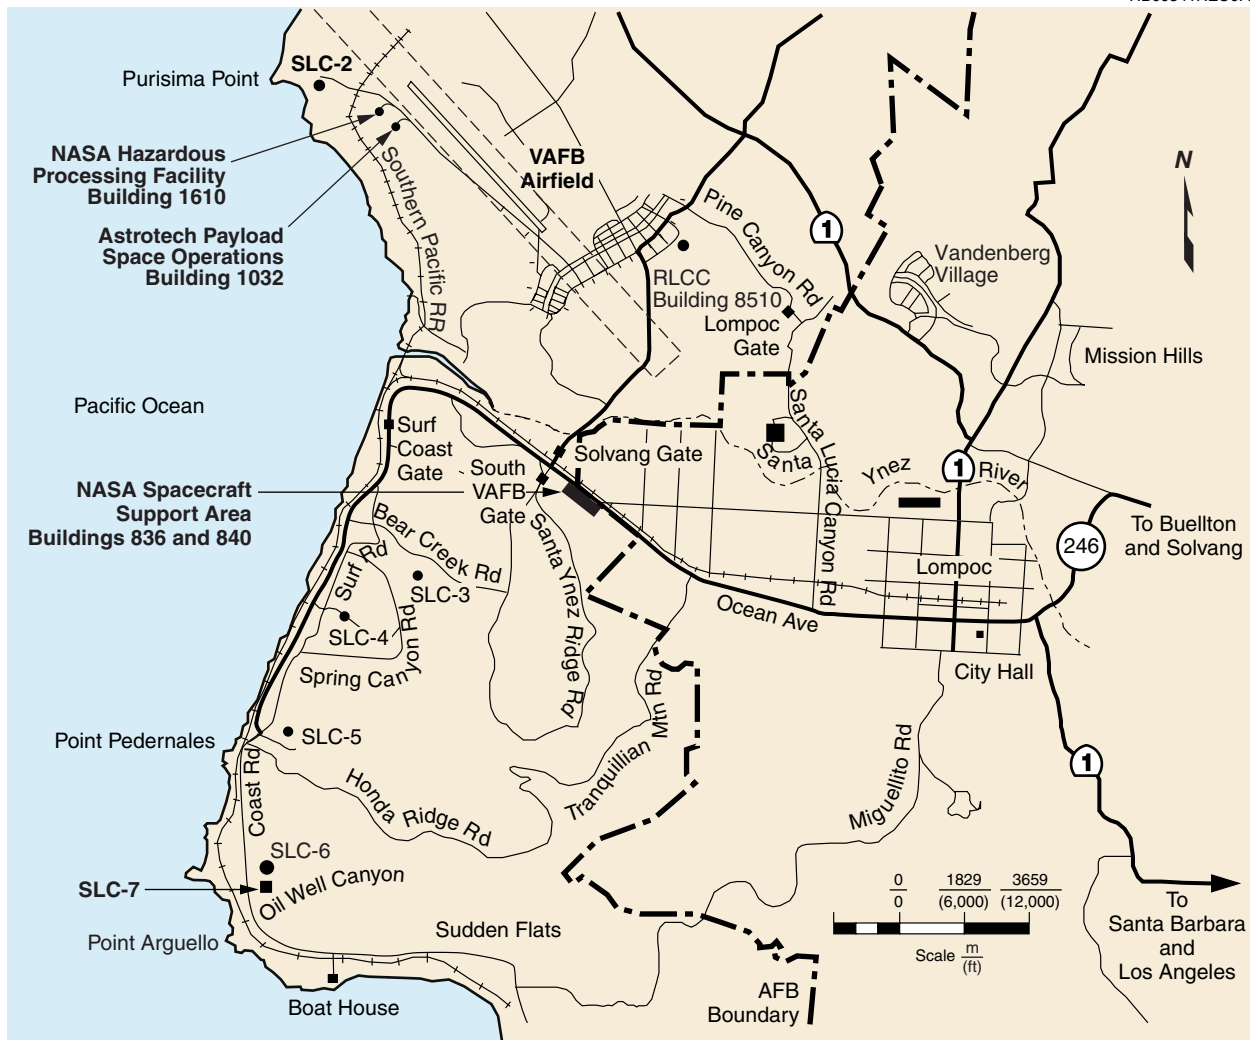 SLC-2
Purisima Point
NASA Hazardous
Processing Facility
Building 1610
VAFB
Airfield
Southern Pacific RR
Astrotech Payload
Space Operations
Building 1032
Pine Canyon Rd
1
N
Vandenberg
Village
RLCC
Building 8510
Lompoc
Gate
Mission Hills
Pacific Ocean
Surf
Coast
Gate
Solvang Gate
Santa Lucia Canyon Rd
Santa
Ynez
1
River
South
VAFB
Gate
NASA Spacecraft
Support Area
Buildings 836 and 840
To Buellton
and Solvang
246
Bear Creek Rd
Surf Rd
SLC-3
Santa Ynez Ridge Rd
Lompoc
Ocean Ave
SLC-4
Spring Canyon Rd
City Hall
Tranquillian Mtn Rd
Point Pedernales
SLC-5
Coast Rd
Honda Ridge Rd
Miguelito Rd
1
SLC-6
SLC-7
Oil Well Canyon
Point Arguello
Sudden Flats
0
0
1829
(6,000)
3659
(12,000)
Scale m
(ft)
To
Santa Barbara
and
Los Angeles
AFB
Boundary
Boat House